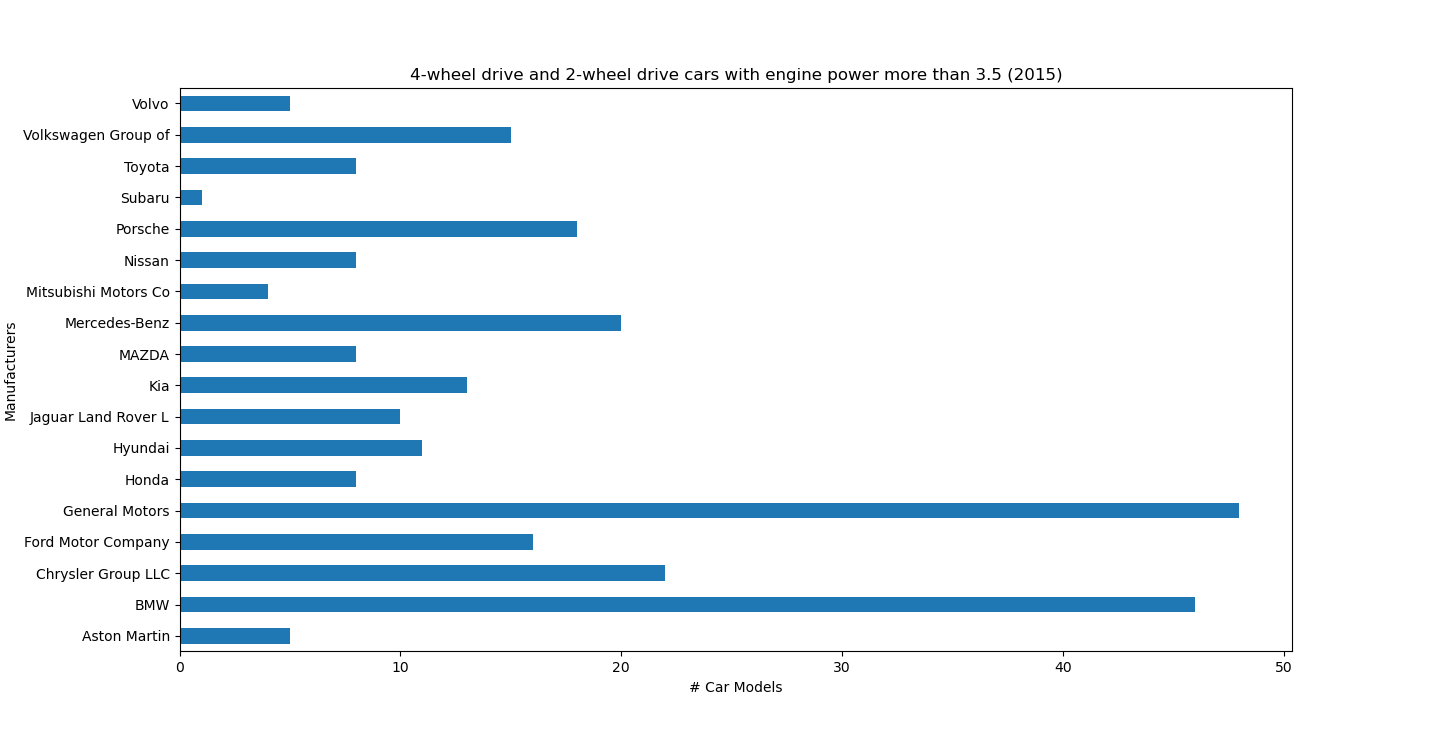 4-wheel drive and 2-wheel drive cars with engine power more than 3.5 (2015)
Manufacturers
Volvo
Volkswagen Group of
Toyota
Subaru
Porsche
Nissan
Mitsubishi Motors Co
Mercedes-Benz
MAZDA
Kia
Jaguar Land Rover L
Hyundai
Honda
General Motors
Ford Motor Company
Chrysler Group LLC
BMW
Aston Martin
0 10 20 30 40 50
# Car Models